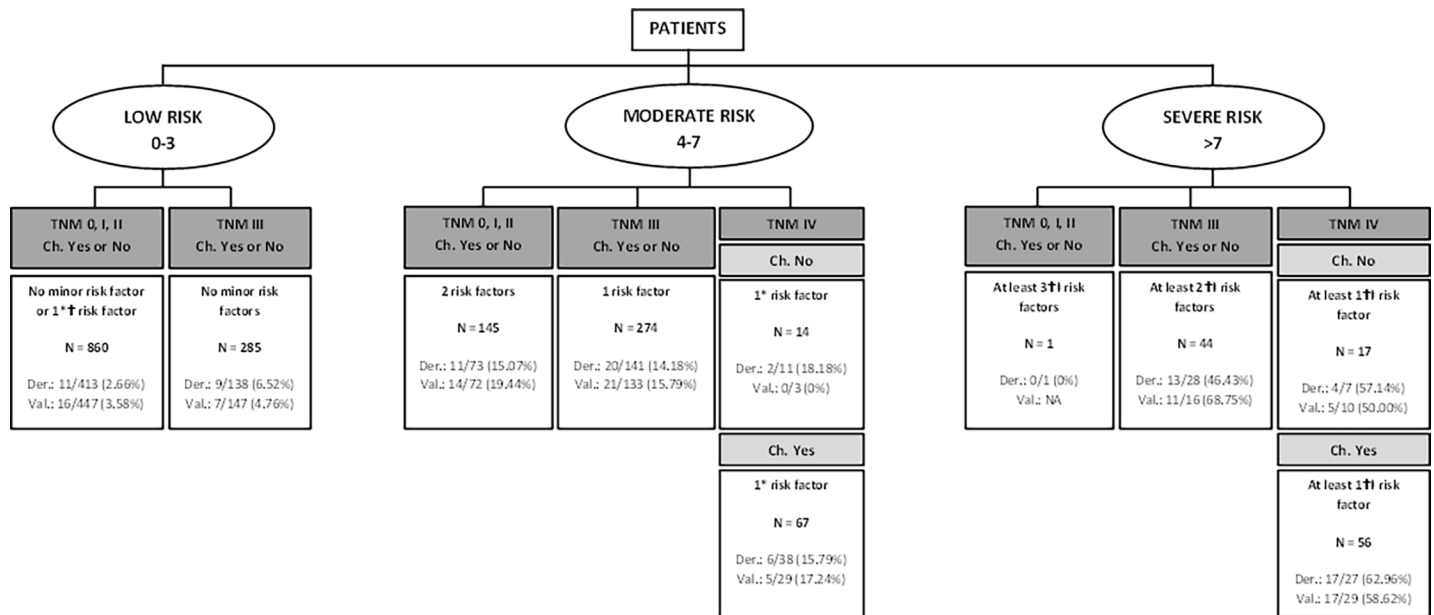 PATIENTS
LOW RISK
0-3
TNM 0, I, II
Ch. Yes or No
No minor risk factor
or 1*† risk factor
N = 860
Der.: 11/413 (2.66%)
Val.: 16/447 (3.58%)
TNM III
Ch. Yes or No
No minor risk
factors
N = 285
Der.: 9/138 (6.52%)
Val.: 7/147 (4.76%)
MODERATE RISK
4-7
TNM 0, I, II
Ch. Yes or No
2 risk factors
N = 145
Der.: 11/73 (15.07%)
Val.: 14/72 (19.44%)
TNM III
Ch. Yes or No
1 risk factor
N = 274
Der.: 20/141 (14.18%)
Val.: 21/133 (15.79%)
TNM IV
Ch. No
1* risk factor
N = 14
Der.: 2/11 (18.18%)
Val.: 0/3 (0%)
Ch. Yes
1* risk factor
N = 67
Der.: 6/38 (15.79%)
Val.: 5/29 (17.24%)
SEVERE RISK
>7
TNM 0, I, II
Ch. Yes or No
At least 3†ƚ risk
factors
N = 1
Der.: 0/1 (0%)
Val.: NA
TNM III
Ch. Yes or No
At least 2†ƚ risk
factors
N = 44
Der.: 13/28 (46.43%)
Val.: 11/16 (68.75%)
TNM IV
Ch. No
At least 1†ƚ risk
factor
N = 17
Der.: 4/7 (57.14%)
Val.: 5/10 (50.00%)
Ch. Yes
At least 1†ƚ risk
factor
N = 56
Der.: 17/27 (62.96%)
Val.: 17/29 (58.62%)